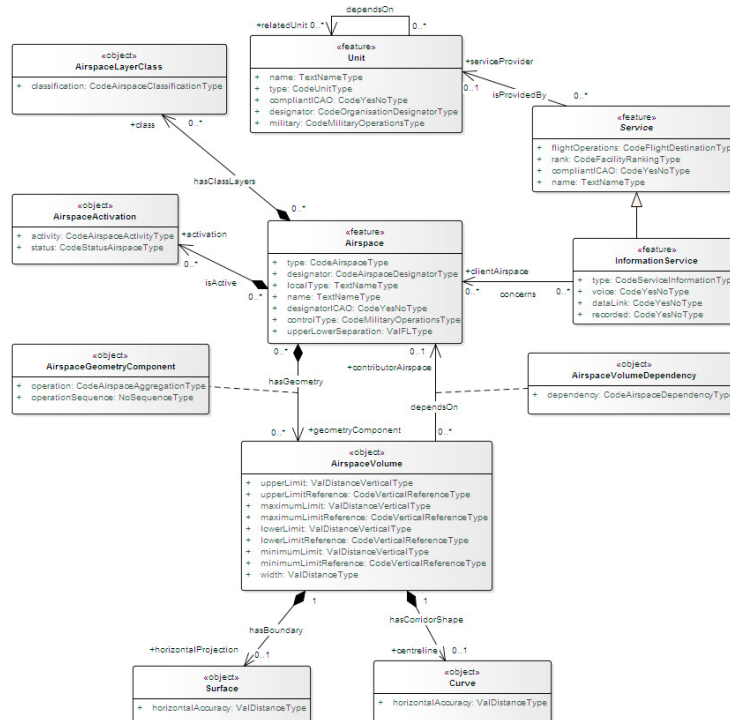 dependsOn
+relatedUnit 0..*
0..*
«feature»
Unit
+ name: TextNameType
+ type: CodeUnitType
+ compliantICAO: CodeYesNoType
+ designator: CodeOrganisationDesignatorType
+ military: CodeMilitaryOperationsType
«object»
AirspaceLayerClass
+ classification: CodeAirspaceClassificationType
+serviceProvider
0..1
isProvidedBy
0..*
+class
0..*
«feature»
Service
+ flightOperations: CodeFlightDestinationType
+ rank: CodeFacilityRankingType
+ compliantICAO: CodeYesNoType
+ name: TextNameType
hasClassLayers
0..*
«object»
AirspaceActivation
+ activity: CodeAirspaceActivityType
+ status: CodeStatusAirspaceType
+activation
0..*
isActive
0..*
«feature»
Airspace
+ type: CodeAirspaceType
+ designator: CodeAirspaceDesignatorType
+ localType: TextNameType
+ name: TextNameType
+ designatorICAO: CodeYesNoType
+ controlType: CodeMilitaryOperationsType
+ upperLowerSeparation: ValFLType
«feature»
InformationService
+ type: CodeServiceInformationType
+ voice: CodeYesNoType
+ dataLink: CodeYesNoType
+ recorded: CodeYesNoType
+clientAirspace
0..*
concerns
0..*
«object»
AirspaceGeometryComponent
+ operation: CodeAirspaceAggregationType
+ operationSequence: NoSequenceType
0..*
hasGeometry
0..*
+geometryComponent
0..1
+contributorAirspace
dependsOn
0..*
«object»
AirspaceVolumeDependency
+ dependency: CodeAirspaceDependencyType
«object»
AirspaceVolume
+ upperLimit: ValDistanceVerticalType
+ upperLimitReference: CodeVerticalReferenceType
+ maximumLimit: ValDistanceVerticalType
+ maximumLimitReference: CodeVerticalReferenceType
+ lowerLimit: ValDistanceVerticalType
+ lowerLimitReference: CodeVerticalReferenceType
+ minimumLimit: ValDistanceVerticalType
+ minimumLimitReference: CodeVerticalReferenceType
+ width: ValDistanceType
1
hasBoundary
+horizontalProjection
0..1
1
hasCorridorShape
+centreline
0..1
«object»
Surface
+ horizontalAccuracy: ValDistanceType
«object»
Curve
+ horizontalAccuracy: ValDistanceType